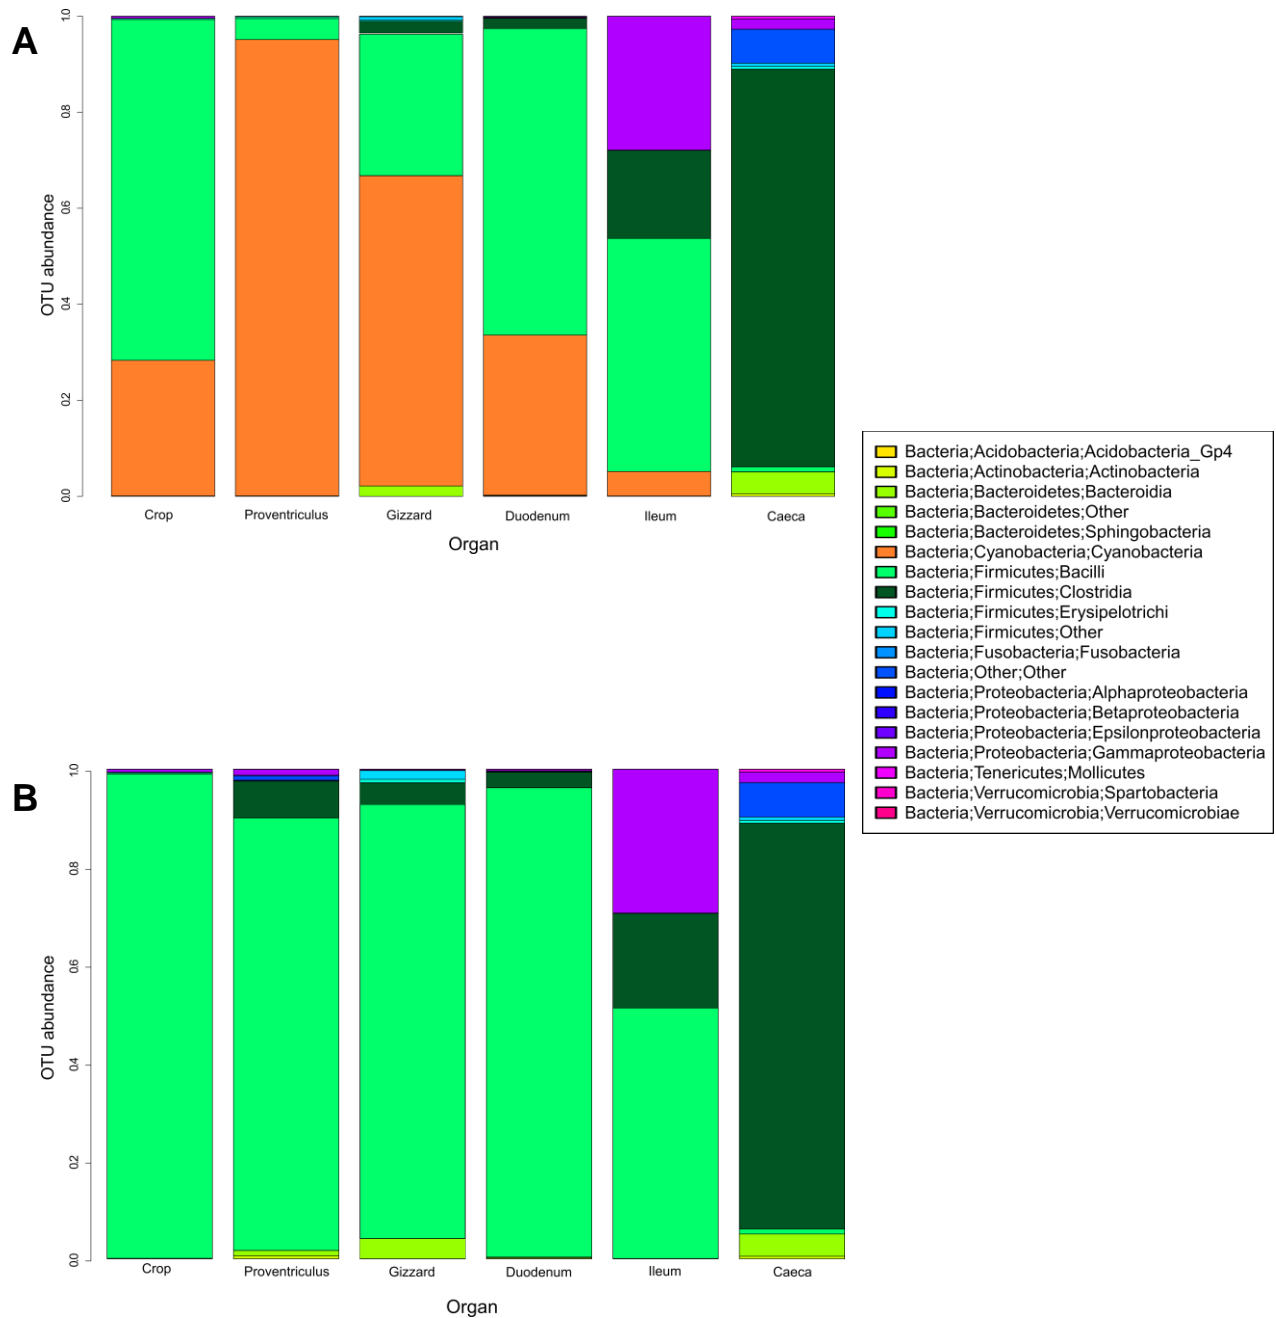 A
1.0
0.8
0.6
0.4
0.2
0.0
OTU abundance
Crop Proventriculus Gizzard Duodenum Ileum Caeca
Organ
Bacteria;Acidobacteria;Acidobacteria_Gp4
Bacteria;Actinobacteria;Actinobacteria
Bacteria;Bacteroidetes;Bacteroidia
Bacteria;Bacteroidetes;Other
Bacteria;Bacteroidetes;Sphingobacteria
Bacteria;Cyanobacteria;Cyanobacteria
Bacteria;Firmicutes;Bacilli
Bacteria;Firmicutes;Clostridia
Bacteria;Firmicutes;Erysipelotrichi
Bacteria;Firmicutes;Other
Bacteria;Fusobacteria;Fusobacteria
Bacteria;Other;Other
Bacteria;Proteobacteria;Alphaproteobacteria
Bacteria;Proteobacteria;Betaproteobacteria
Bacteria;Proteobacteria;Epsilonproteobacteria
Bacteria;Proteobacteria;Gammaproteobacteria
Bacteria;Tenericutes;Mollicutes
Bacteria;Verrucomicrobia;Spartobacteria
Bacteria;Verrucomicrobia;Verrucomicrobiae
B
1.0
0.8
0.6
0.4
0.2
0.0
OTU abundance
Crop Proventriculus Gizzard Duodenum Ileum Caeca
Organ